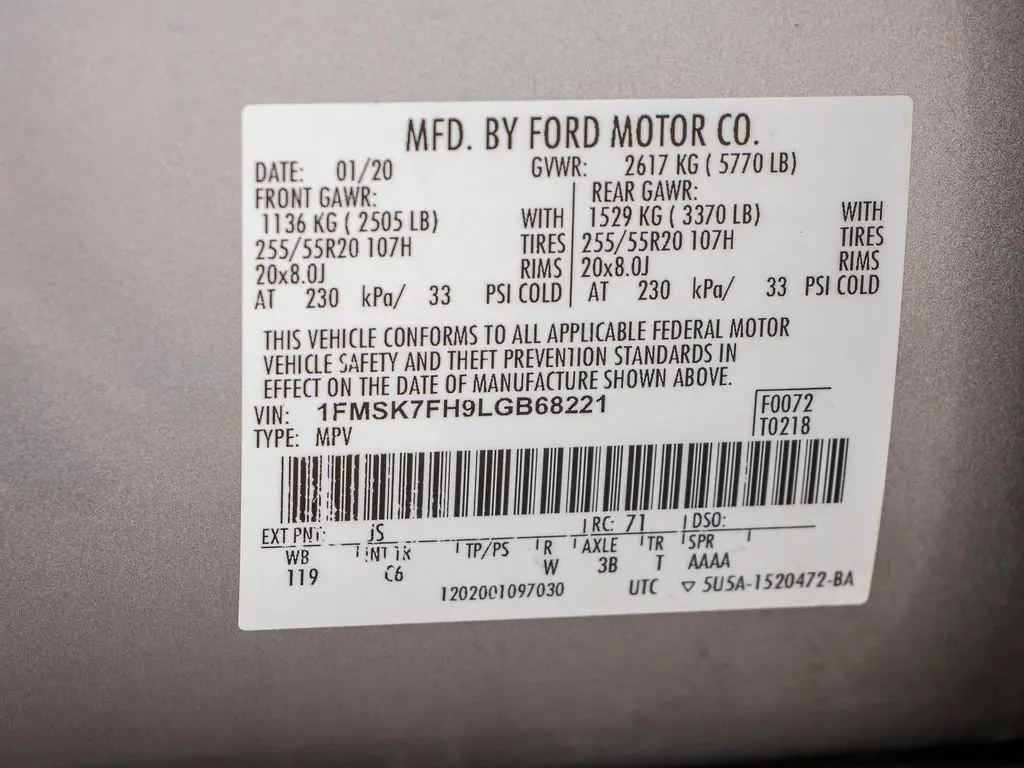 MFD. BY FORD MOTOR CO.
DATE: 01/20 GVWR: 2617 KG ( 5770 LB)
FRONT GAWR: REAR GAWR:
1136 KG ( 2505 LB) WITH 1529 KG ( 3370 LB) WITH
255/55R20 107H TIRES 255/55R20 107H TIRES
20x8.0J RIMS 20x8.0J RIMS
AT 230 kPa/ 33 PSI COLD AT 230 kPa/ 33 PSI COLD
THIS VEHICLE CONFORMS TO ALL APPLICABLE FEDERAL MOTOR
VEHICLE SAFETY AND THEFT PREVENTION STANDARDS IN
EFFECT ON THE DATE OF MANUFACTURE SHOWN ABOVE.
VIN: 1FMSK7FH9LGB68221 F0072
TYPE: MPV T0218
EXT PNT: JS RC: 71 DSO:
WB INT TR TP/PS R AXLE TR SPR
119 C6 W 3B T AAAA
1202001097030 UTC ▽ 5U5A-1520472-BA